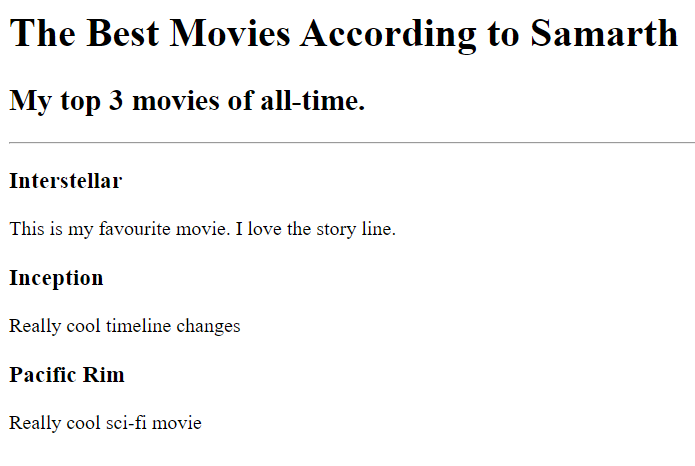 The Best Movies According to Samarth
My top 3 movies of all-time.
Interstellar
This is my favourite movie. I love the story line.
Inception
Really cool timeline changes
Pacific Rim
Really cool sci-fi movie